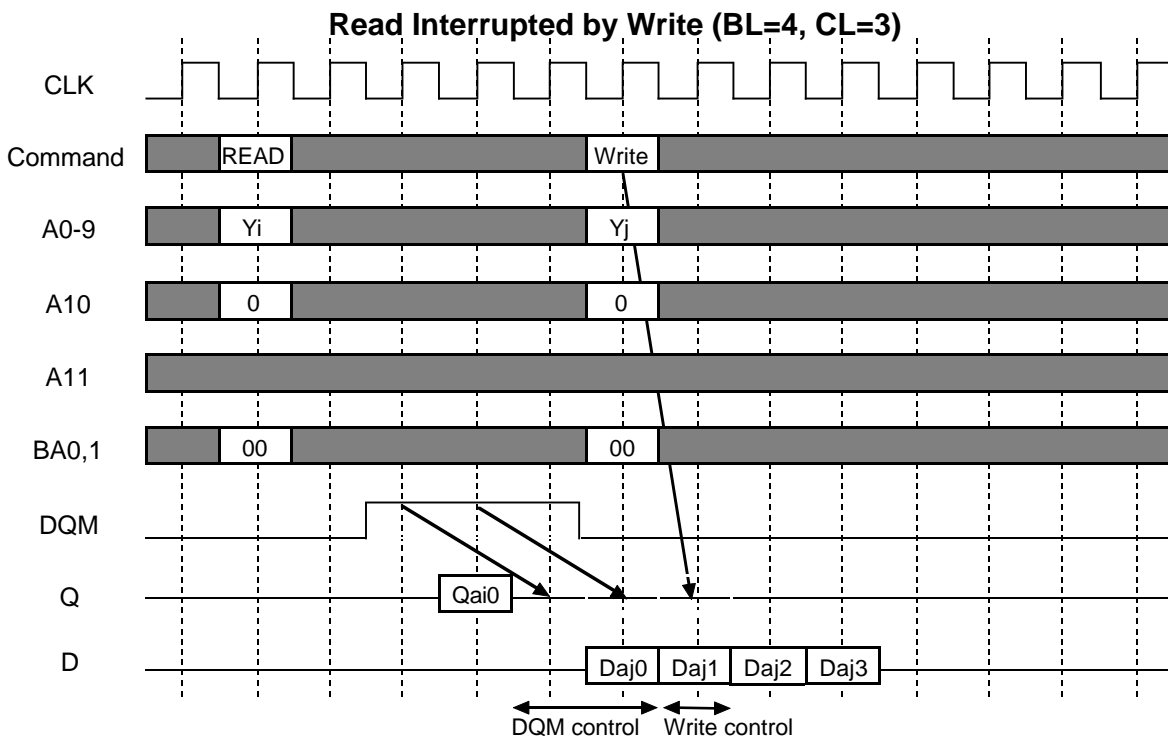 Read Interrupted by Write (BL=4, CL=3)
CLK
Command READ Write
A0-9 Yi Yj
A10 0 0
A11
BA0,1 00 00
DQM
Q Qai0
D Daj0 Daj1 Daj2 Daj3
DQM control Write control